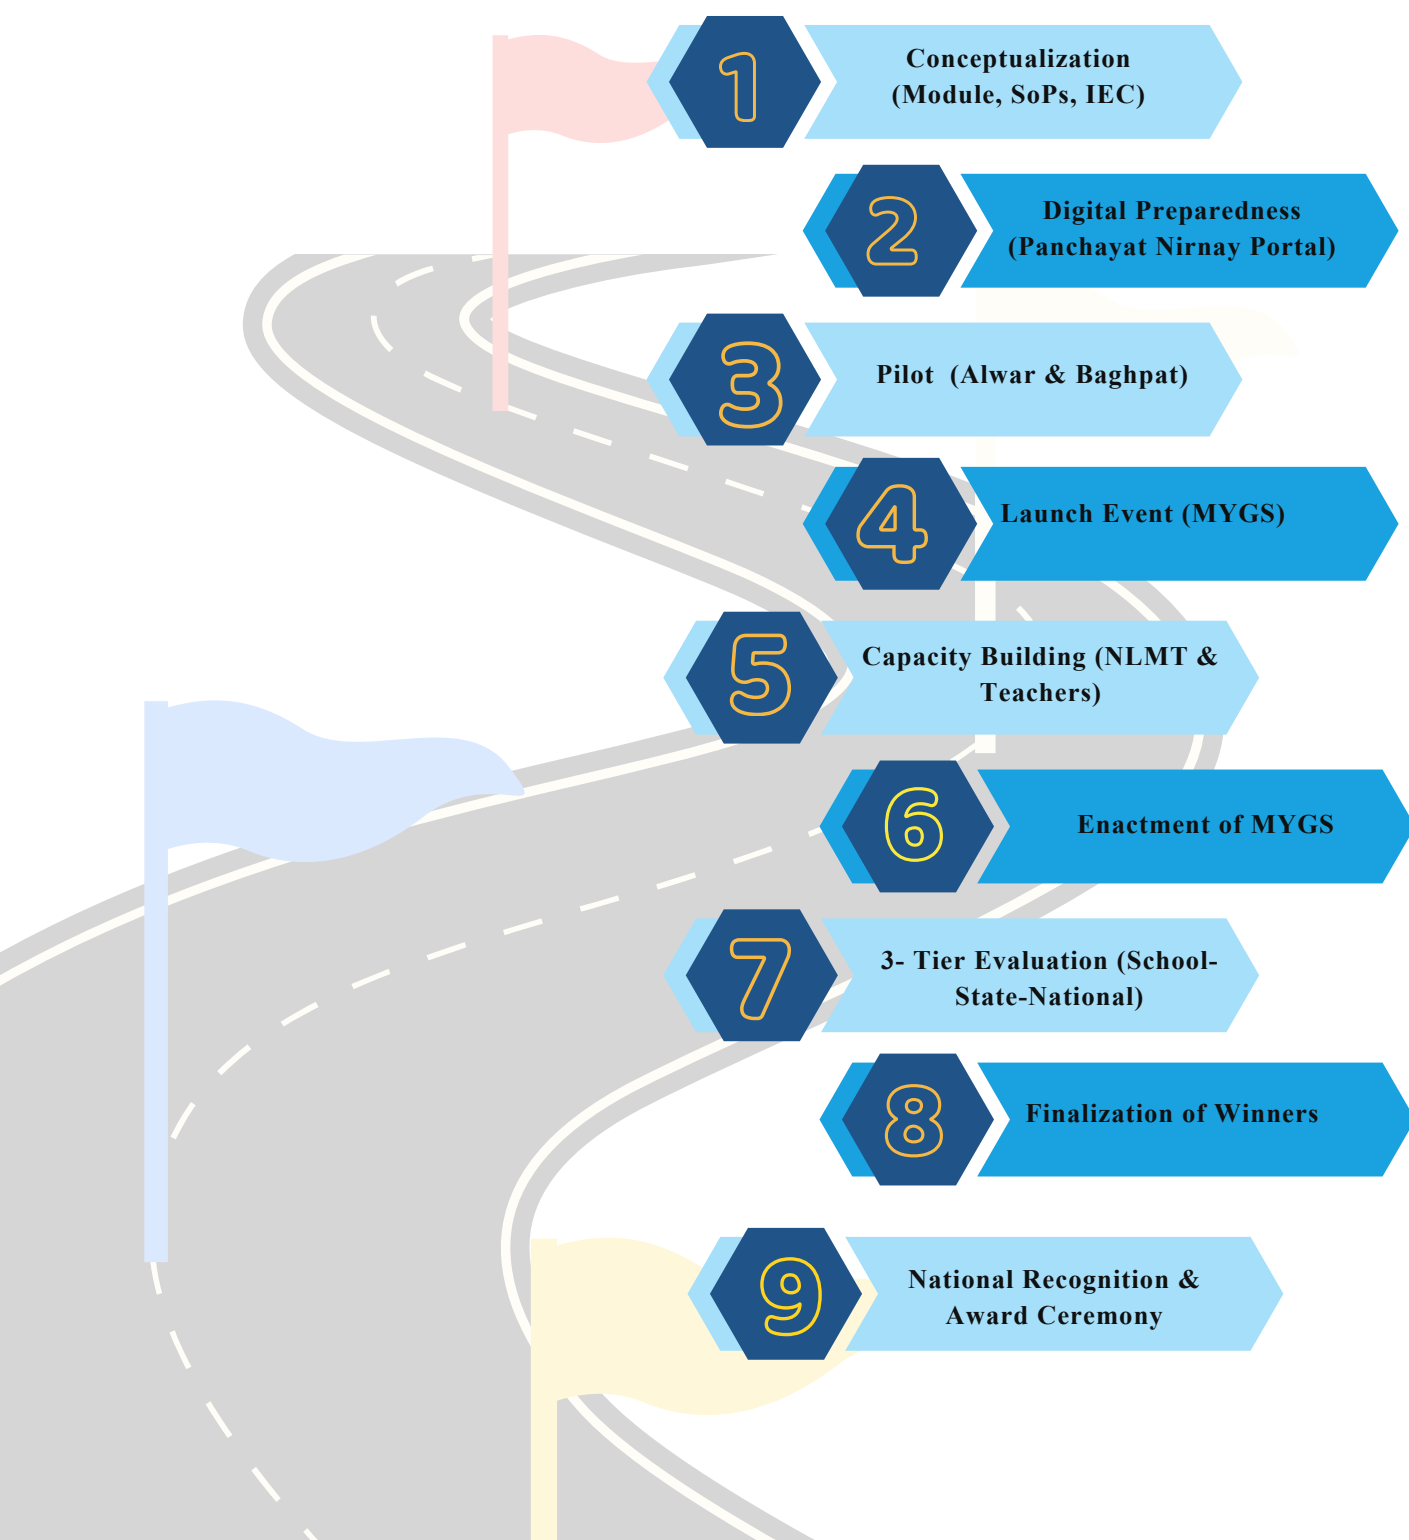 1
Conceptualization
(Module, SoPs, IEC)
2
Digital Preparedness
(Panchayat Nirnay Portal)
3
Pilot (Alwar & Baghpat)
4
Launch Event (MYGS)
5
Capacity Building (NLMT &
Teachers)
6
Enactment of MYGS
7
3- Tier Evaluation (School-
State-National)
8
Finalization of Winners
9
National Recognition &
Award Ceremony